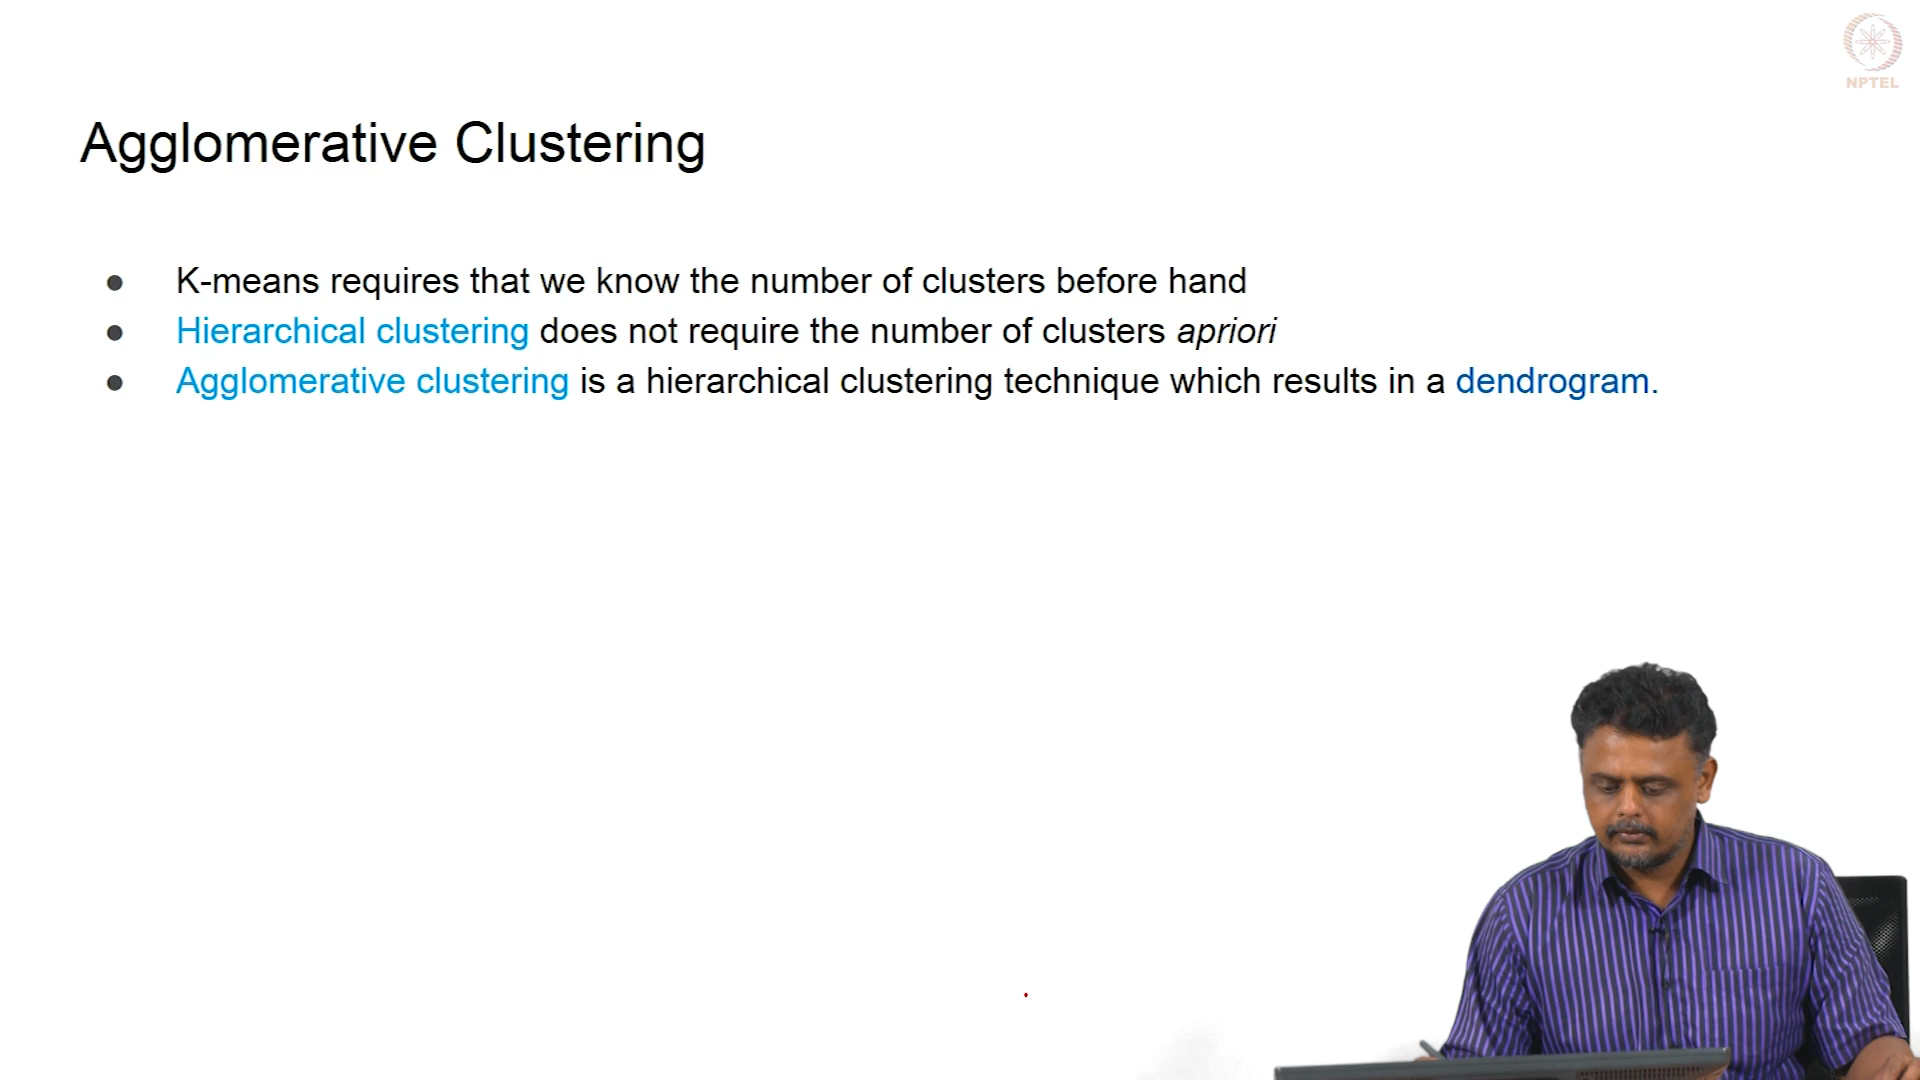 NPTEL
Agglomerative Clustering
● K-means requires that we know the number of clusters before hand
● Hierarchical clustering does not require the number of clusters apriori
● Agglomerative clustering is a hierarchical clustering technique which results in a dendrogram.